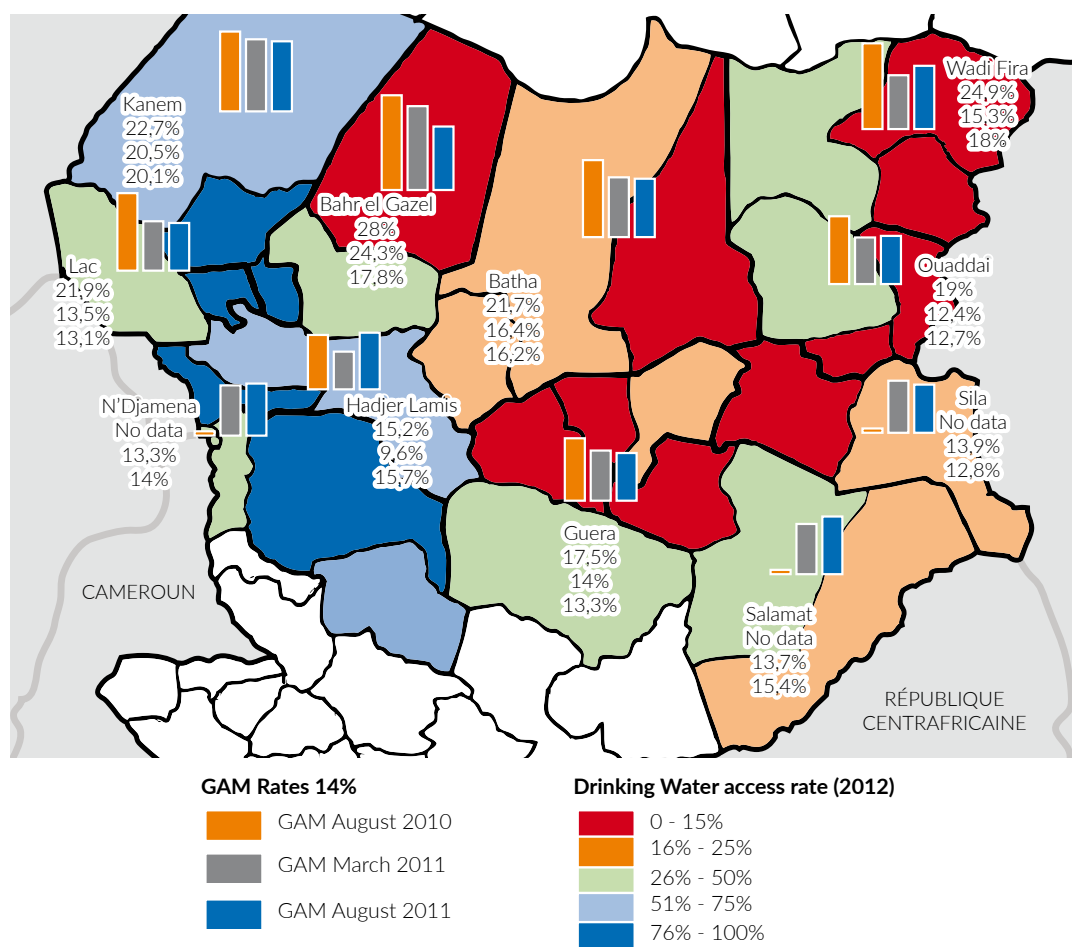 Kanem
22,7%
20,5%
20,1%
Wadi Fira
24,9%
15,3%
18%
Bahr el Gazel
28%
24,3%
17,8%
Lac
21,9%
13,5%
13,1%
Batha
21,7%
16,4%
16,2%
Ouaddai
19%
12,4%
12,7%
N'Djamena
No data
13,3%
14%
Hadjer Lamis
15,2%
9,6%
15,7%
Sila
No data
13,9%
12,8%
Guera
17,5%
14%
13,3%
Salamat
No data
13,7%
15,4%
CAMEROUN
RÉPUBLIQUE
CENTRAFRICAINE
GAM Rates 14%
GAM August 2010
GAM March 2011
GAM August 2011
Drinking Water access rate (2012)
0 - 15%
16% - 25%
26% - 50%
51% - 75%
76% - 100%